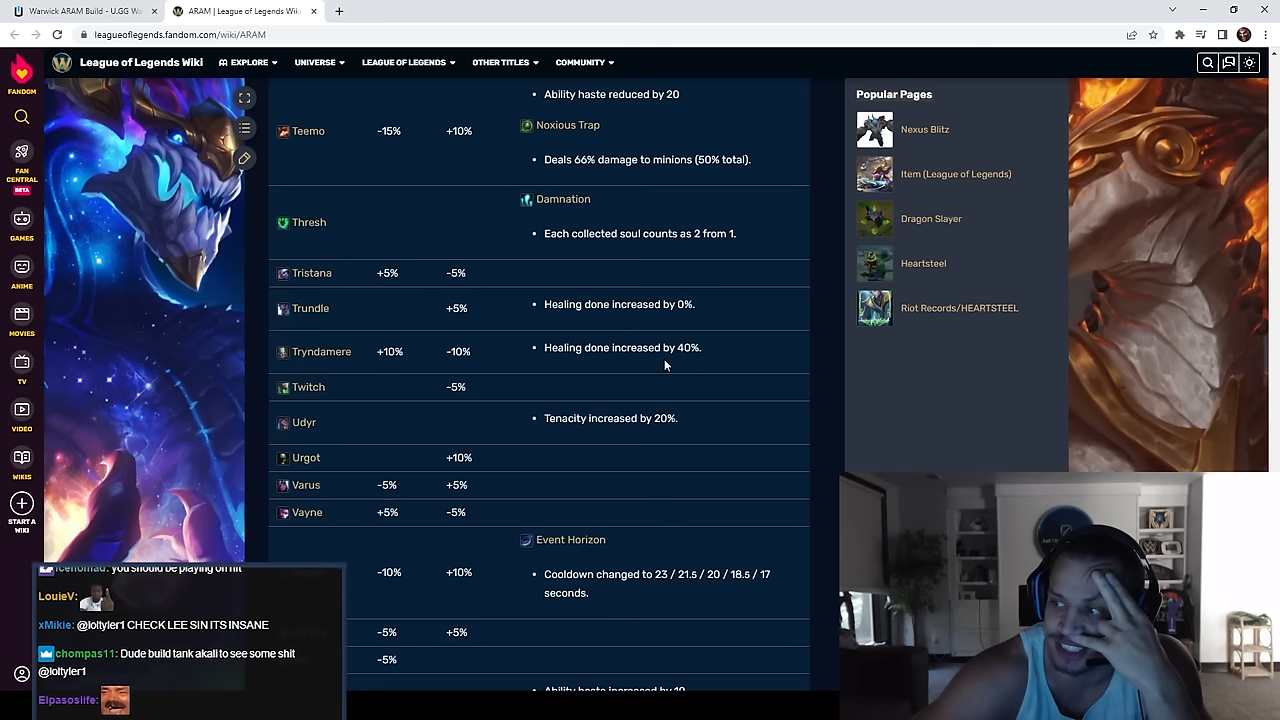 Warwick ARAM Build - U.GG Wa
ARAM | League of Legends Wiki
leagueoflegends.fandom.com/wiki/ARAM
League of Legends Wiki
EXPLORE
UNIVERSE
LEAGUE OF LEGENDS
OTHER TITLES
COMMUNITY
FANDOM
FAN CENTRAL
BETA
GAMES
ANIME
MOVIES
TV
VIDEO
WIKIS
START A WIKI
Ability haste reduced by 20
Teemo -15% +10% Noxious Trap
Deals 66% damage to minions (50% total).
Damnation
Thresh
Each collected soul counts as 2 from 1.
Tristana +5% -5%
Trundle +5% Healing done increased by 0%.
Tryndamere +10% -10% Healing done increased by 40%.
Twitch -5%
Udyr Tenacity increased by 20%.
Urgot +10%
Varus -5% +5%
Vayne +5% -5%
Event Horizon
-10% +10% Cooldown changed to 23 / 21.5 / 20 / 18.5 / 17
seconds.
-5% +5%
-5%
Ability haste increased by 10
Popular Pages
Nexus Blitz
Item (League of Legends)
Dragon Slayer
Heartsteel
Riot Records/HEARTSTEEL
icenomad: you should be playing on hit
LouieV:
xMikie: @loltyler1 CHECK LEE SIN ITS INSANE
chompas11: Dude build tank akali to see some shit
@loltyler1
Elpasoslife: